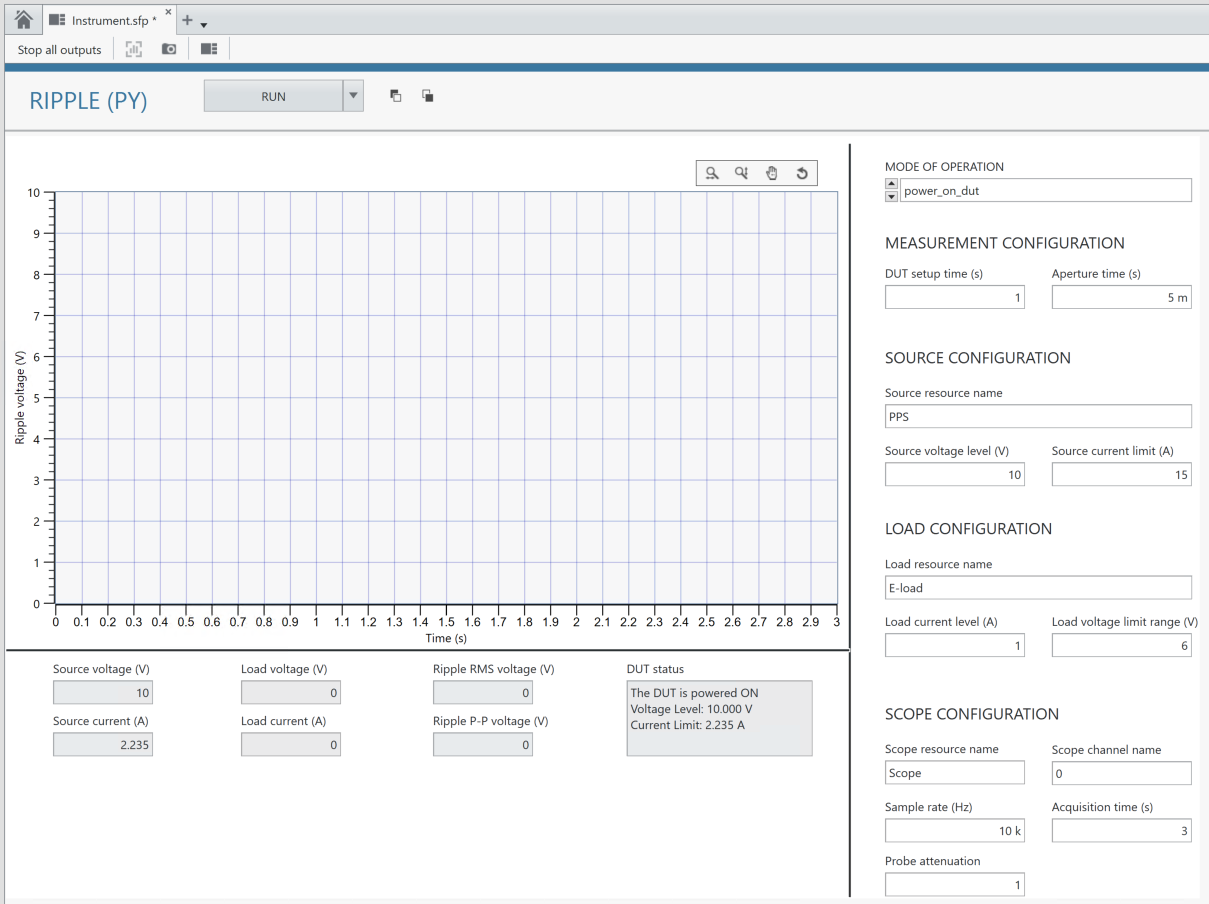 Instrument.sfp *
Stop all outputs
RIPPLE (PY)
RUN
10
9
8
7
6
5
4
3
2
1
0
Ripple voltage (V)
0 0.1 0.2 0.3 0.4 0.5 0.6 0.7 0.8 0.9 1 1.1 1.2 1.3 1.4 1.5 1.6 1.7 1.8 1.9 2 2.1 2.2 2.3 2.4 2.5 2.6 2.7 2.8 2.9 3
Time (s)
Source voltage (V) Load voltage (V) Ripple RMS voltage (V) DUT status
10 0 0
Source current (A) Load current (A) Ripple P-P voltage (V)
2.235 0 0
The DUT is powered ON
Voltage Level: 10.000 V
Current Limit: 2.235 A
MODE OF OPERATION
power_on_dut
MEASUREMENT CONFIGURATION
DUT setup time (s) Aperture time (s)
1 5 m
SOURCE CONFIGURATION
Source resource name
PPS
Source voltage level (V) Source current limit (A)
10 15
LOAD CONFIGURATION
Load resource name
E-load
Load current level (A) Load voltage limit range (V)
1 6
SCOPE CONFIGURATION
Scope resource name Scope channel name
Scope 0
Sample rate (Hz) Acquisition time (s)
10 k 3
Probe attenuation
1